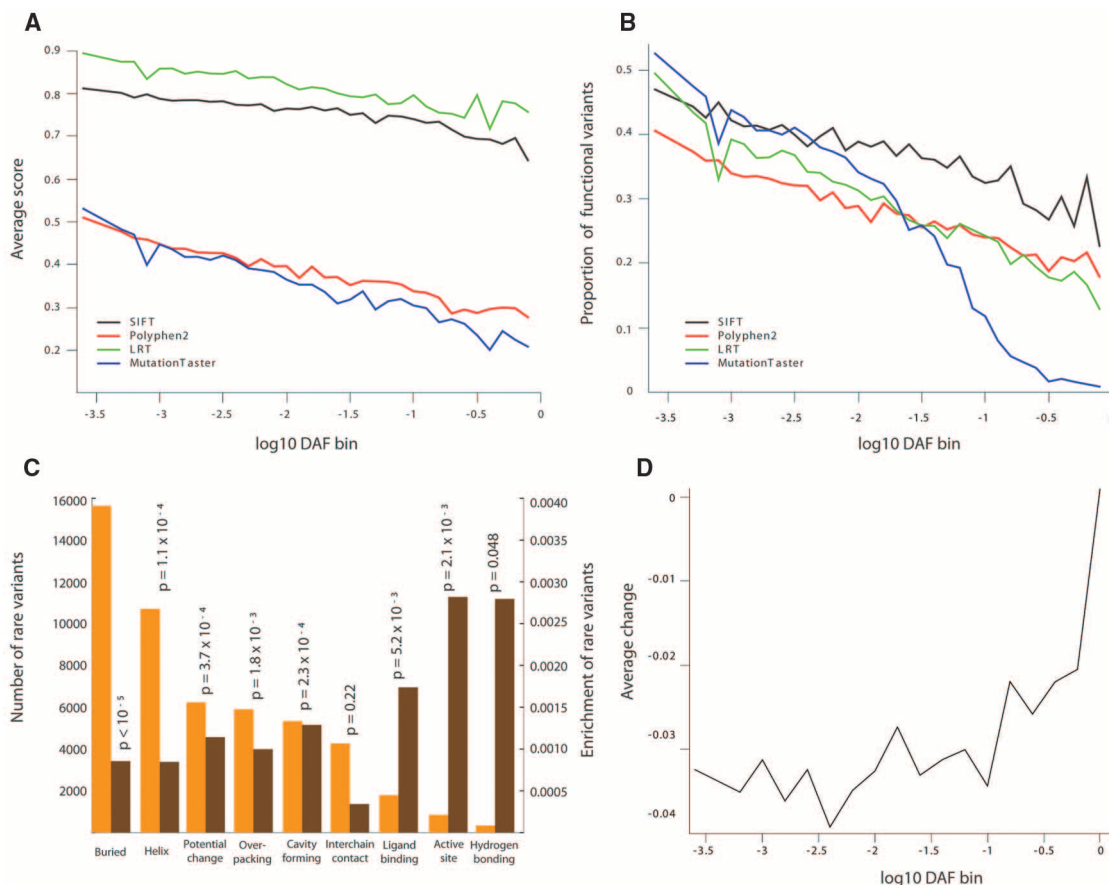 A
Average score
0.9
0.8
0.7
0.6
0.5
0.4
0.3
0.2
SIFT
Polyphen2
LRT
MutationTaster
-3.5 -3 -2.5 -2 -1.5 -1 -0.5 0
log10 DAF bin
B
Proportion of functional variants
0.5
0.4
0.3
0.2
0.1
0
SIFT
Polyphen2
LRT
MutationTaster
-3.5 -3 -2.5 -2 -1.5 -1 -0.5 0
log10 DAF bin
C
Number of rare variants
16000
14000
12000
10000
8000
6000
4000
2000
p < 10 -5
p = 1.1 x 10 -4
p = 3.7 x 10 -4
p = 1.8 x 10 -3
p = 2.3 x 10 -4
p = 0.22
p = 5.2 x 10 -3
p = 2.1 x 10 -3
p = 0.048
0.0040
0.0035
0.0030
0.0025
0.0020
0.0015
0.0010
0.0005
Enrichment of rare variants
Buried
Helix
Potential
change
Over-
packing
Cavity
forming
Interchain
contact
Ligand
binding
Active
site
Hydrogen
bonding
D
Average change
0
-0.01
-0.02
-0.03
-0.04
-3.5 -3 -2.5 -2 -1.5 -1 -0.5 0
log10 DAF bin